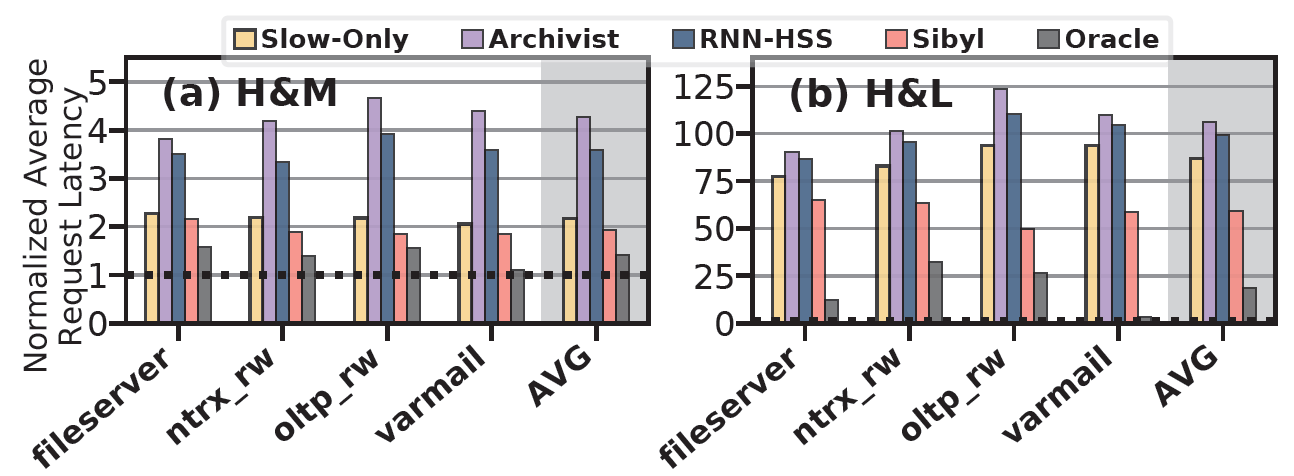 Slow-Only Archivist RNN-HSS Sibyl Oracle
Normalized Average
Request Latency
(a) H&M
5
4
3
2
1
0
fileserver
ntrx_rw
oltp_rw
varmail
AVG
(b) H&L
125
100
75
50
25
0
fileserver
ntrx_rw
oltp_rw
varmail
AVG